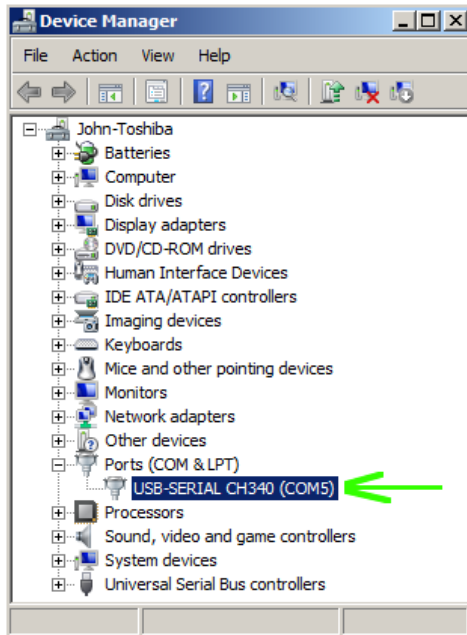 Device Manager
File Action View Help
John-Toshiba
Batteries
Computer
Disk drives
Display adapters
DVD/CD-ROM drives
Human Interface Devices
IDE ATA/ATAPI controllers
Imaging devices
Keyboards
Mice and other pointing devices
Monitors
Network adapters
Other devices
Ports (COM & LPT)
USB-SERIAL CH340 (COM5)
Processors
Sound, video and game controllers
System devices
Universal Serial Bus controllers